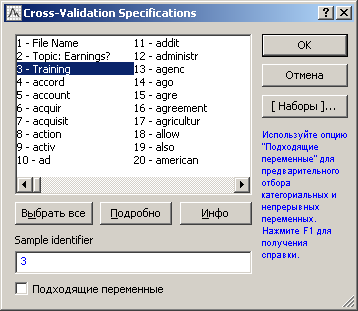 Cross-Validation Specifications
1 - File Name
2 - Topic: Earnings?
3 - Training
4 - accord
5 - account
6 - acquir
7 - acquisit
8 - action
9 - activ
10 - ad
11 - addit
12 - administr
13 - agenc
14 - ago
15 - agre
16 - agreement
17 - agricultur
18 - allow
19 - also
20 - american
OK
Отмена
[ Наборы ]...
Используйте опцию
"Подходящие
переменные" для
предварительного
отбора
категориальных и
непрерывных
переменных.
Нажмите F1 для
получения
справки.
Выбрать все
Подробно
Инфо
Sample identifier
3
Подходящие переменные